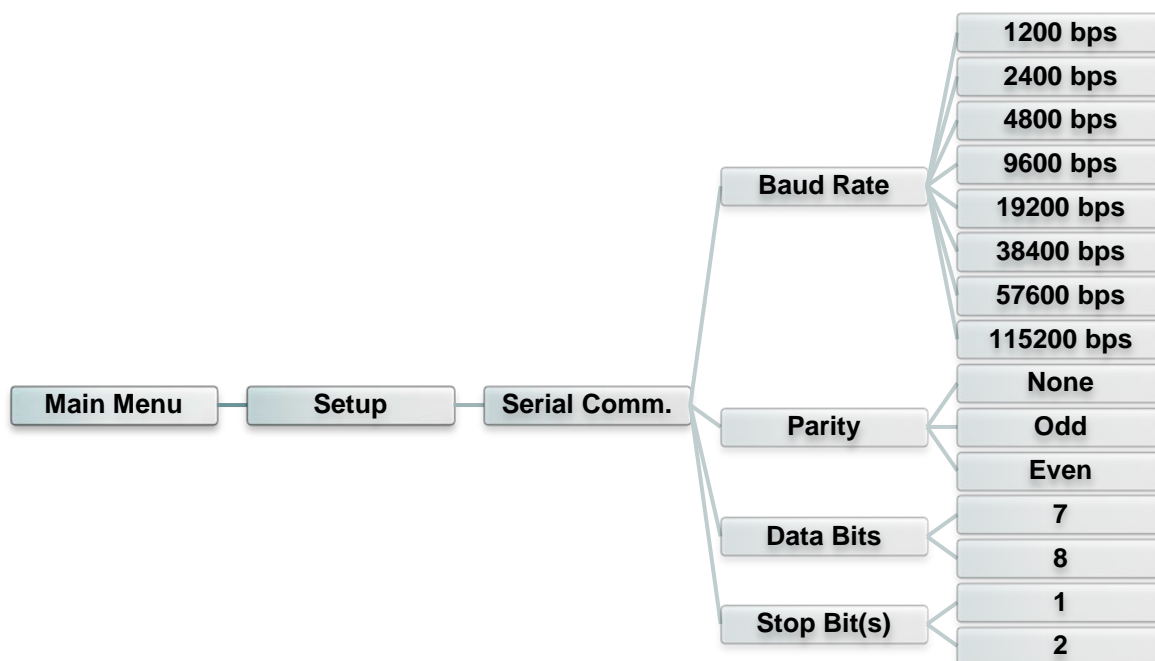 Main Menu
Setup
Serial Comm.
Baud Rate
1200 bps
2400 bps
4800 bps
9600 bps
19200 bps
38400 bps
57600 bps
115200 bps
Parity
None
Odd
Even
Data Bits
7
8
Stop Bit(s)
1
2